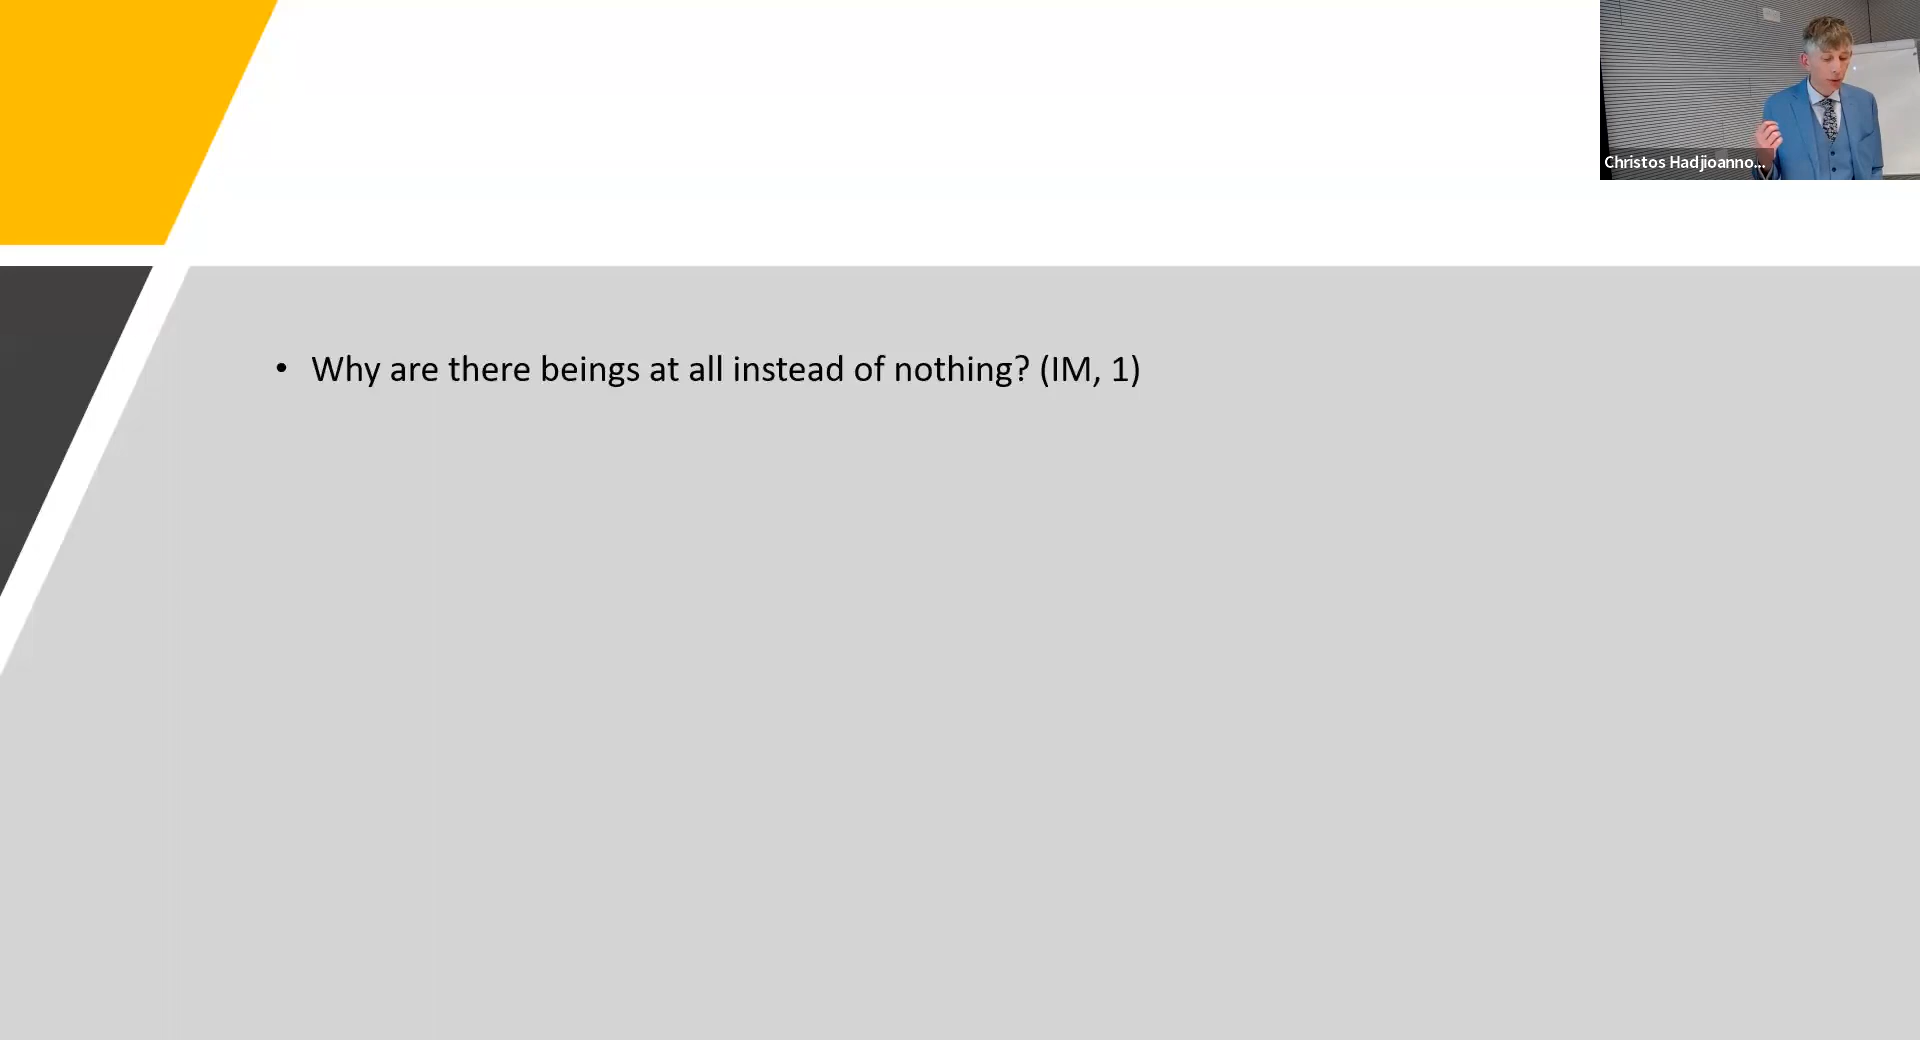 Christos Hadjioanno...
• Why are there beings at all instead of nothing? (IM, 1)